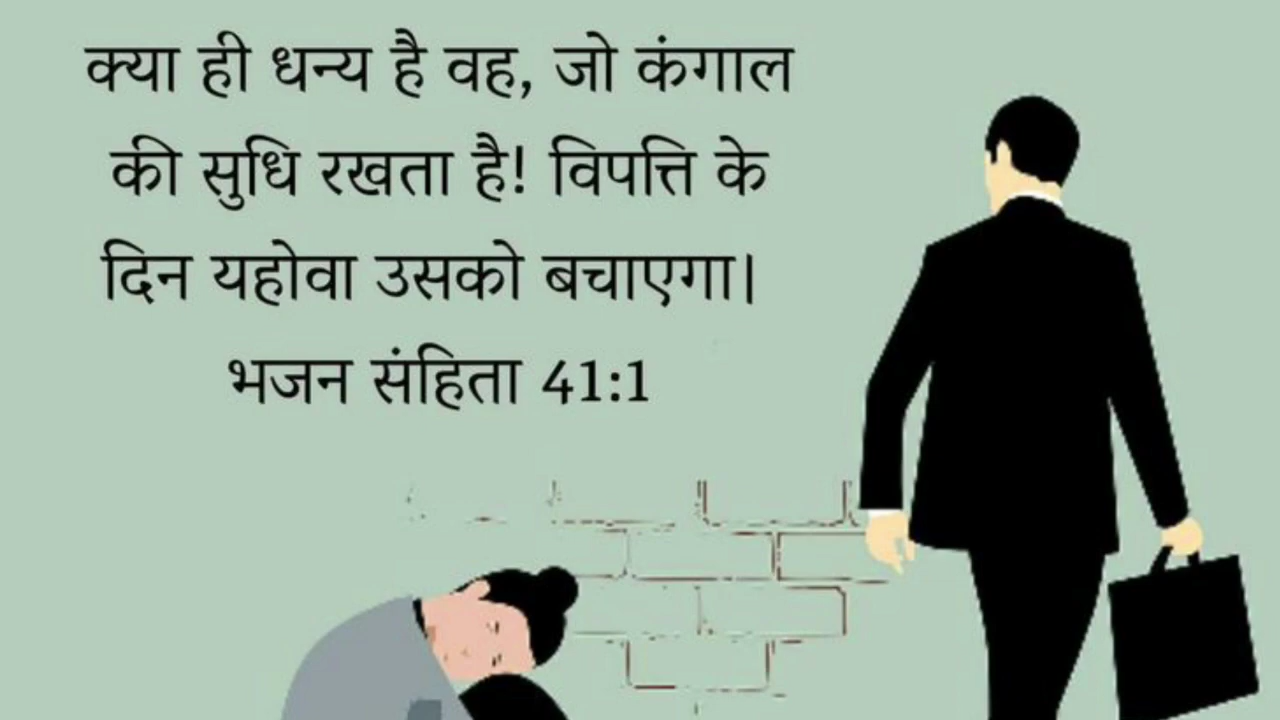 क्या ही धन्य है वह, जो कंगाल
की सुधि रखता है! विपत्ति के
दिन यहोवा उसको बचाएगा।
भजन संहिता 41:1